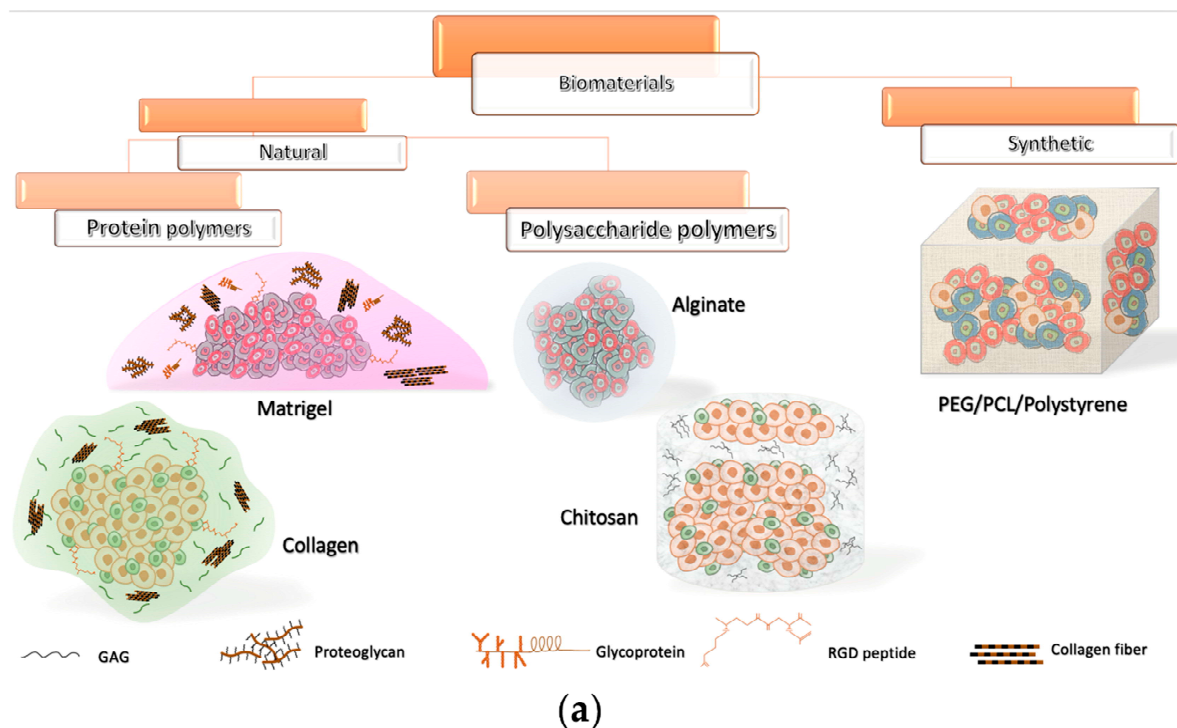 Biomaterials
Natural
Synthetic
Protein polymers
Polysaccharide polymers
Alginate
Matrigel
PEG/PCL/Polystyrene
Chitosan
Collagen
GAG
Proteoglycan
Glycoprotein
RGD peptide
Collagen fiber
(a)